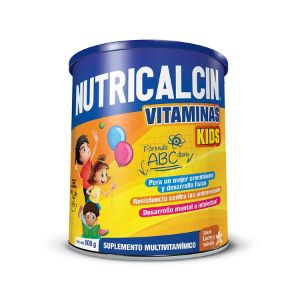 NUTRICALCIN
VITAMINAS
KIDS
Fórmula
ABC
Para un mejor crecimiento
y desarrollo físico
Resistencia contra las enfermedades
Desarrollo mental e intelectual
SUPLEMENTO MULTIVITAMÍNICO